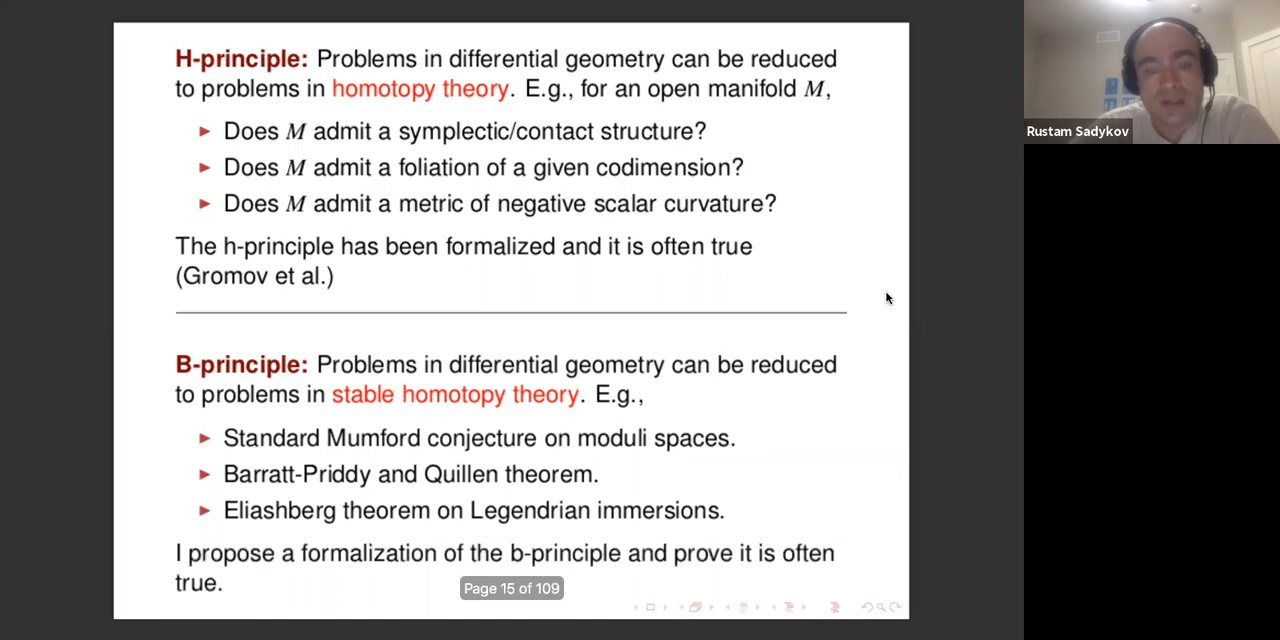 H-principle: Problems in differential geometry can be reduced
to problems in homotopy theory. E.g., for an open manifold M,
► Does M admit a symplectic/contact structure?
► Does M admit a foliation of a given codimension?
► Does M admit a metric of negative scalar curvature?
The h-principle has been formalized and it is often true
(Gromov et al.)
B-principle: Problems in differential geometry can be reduced
to problems in stable homotopy theory. E.g.,
► Standard Mumford conjecture on moduli spaces.
► Barratt-Priddy and Quillen theorem.
► Eliashberg theorem on Legendrian immersions.
I propose a formalization of the b-principle and prove it is often
true.
Page 15 of 109
Rustam Sadykov